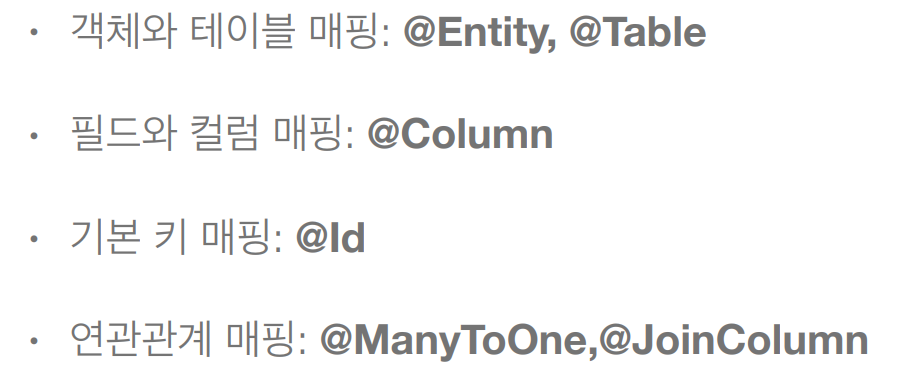 • 객체와 테이블 매핑: @Entity, @Table
• 필드와 컬럼 매핑: @Column
• 기본 키 매핑: @Id
• 연관관계 매핑: @ManyToOne,@JoinColumn